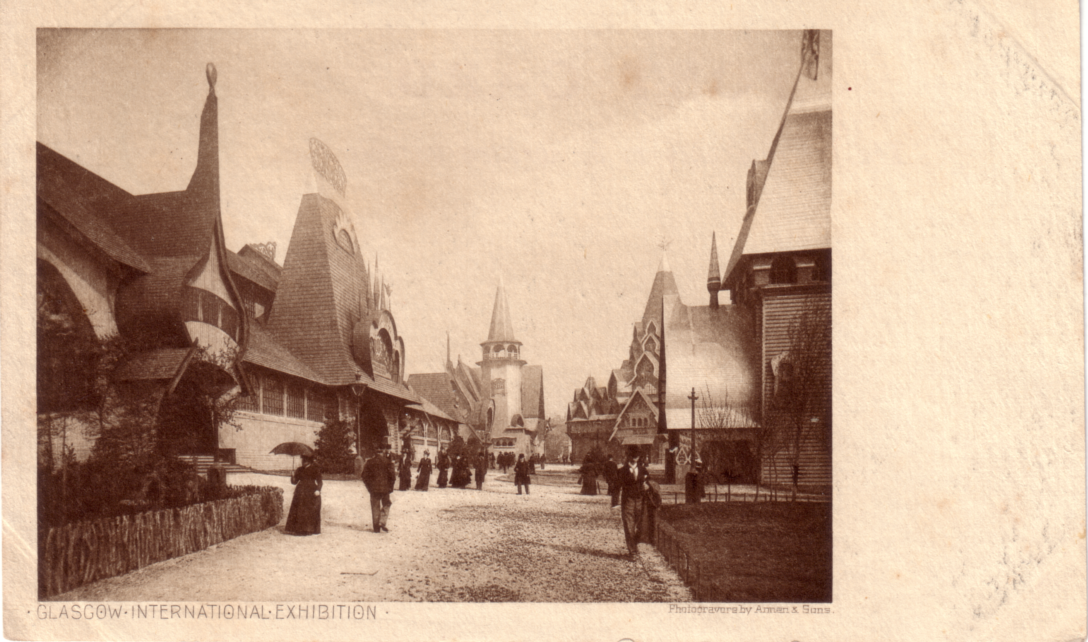 · GLASGOW · INTERNATIONAL · EXHIBITION ·
Photogravure by Annan & Sons.